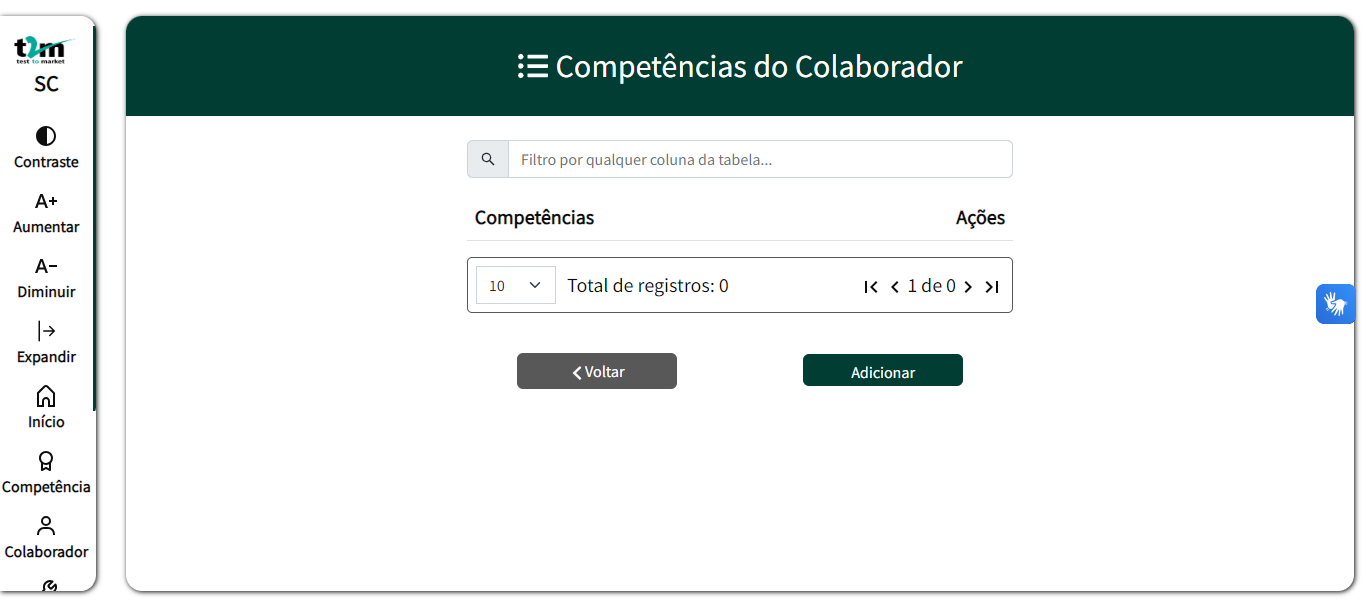 t2m
test to market
SC
Contraste
A+
Aumentar
A-
Diminuir
Expandir
Início
Competência
Colaborador
Competências do Colaborador
Filtro por qualquer coluna da tabela...
Competências Ações
10 Total de registros: 0 1 de 0
Voltar Adicionar